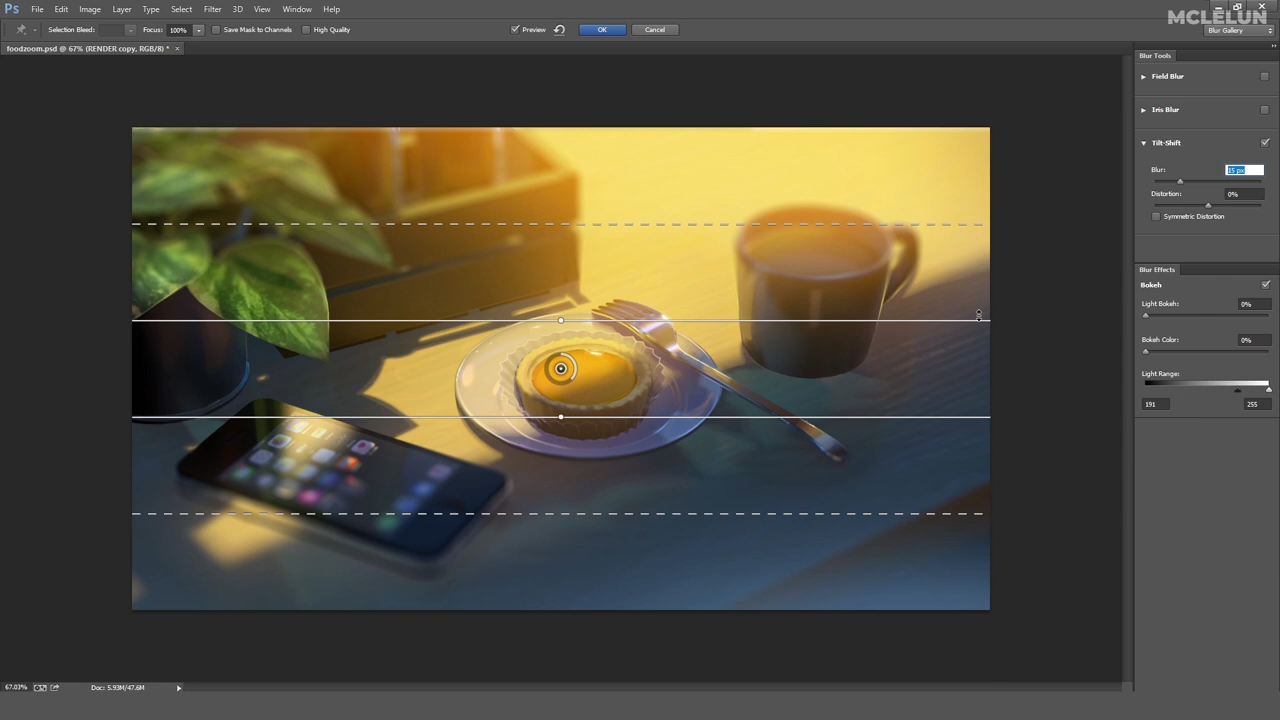 Ps File Edit Image Layer Type Select Filter 3D View Window Help
MCLELUN
Selection Bleed: Focus: 100% Save Mask to Channels High Quality Preview OK Cancel Blur Gallery
foodzoom.psd @ 67% (RENDER copy, RGB/8) * ×
Blur Tools
Field Blur
Iris Blur
Tilt-Shift
Blur: 15 px
Distortion: 0%
Symmetric Distortion
Blur Effects
Bokeh
Light Bokeh: 0%
Bokeh Color: 0%
Light Range:
191 255
67.03% Doc: 5.93M/47.6M